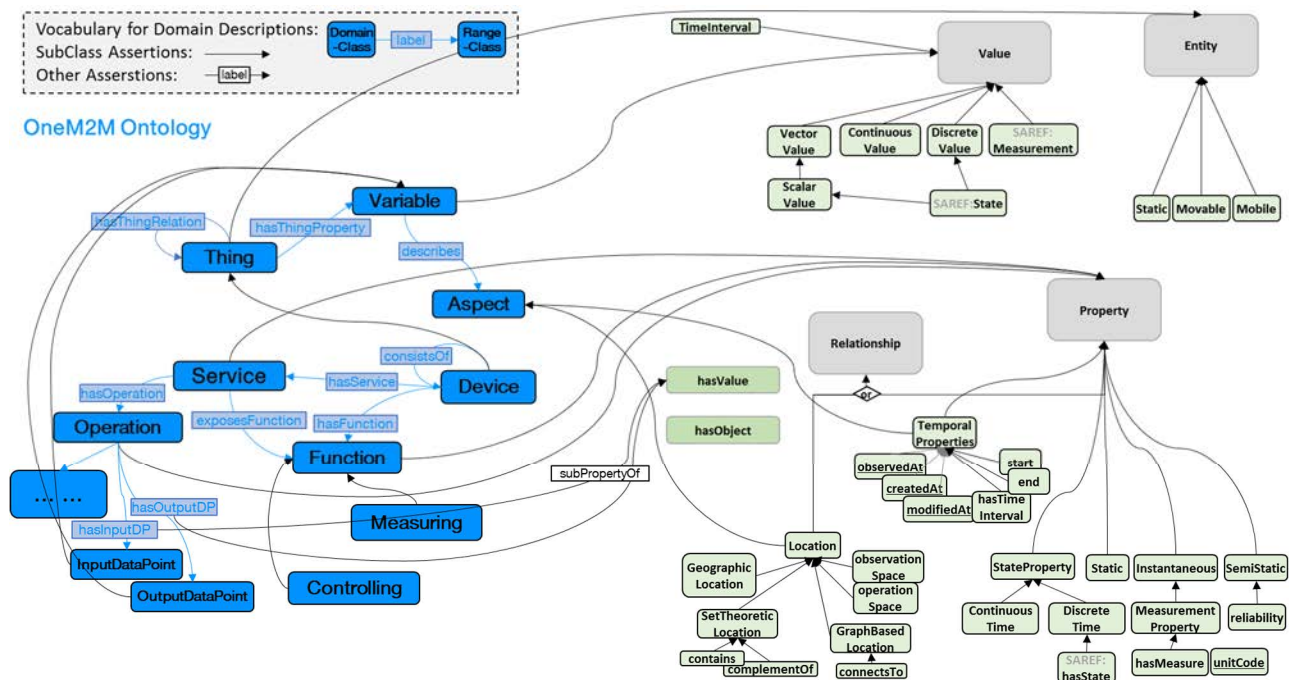 Vocabulary for Domain Descriptions:
Domain
-Class
label
Range
-Class
SubClass Assertions:
Other Asserstions:
label
OneM2M Ontology
TimeInterval
Value
Entity
Vector
Value
Continuous
Value
Discrete
Value
SAREF:
Measurement
Scalar
Value
SAREF:State
Static
Movable
Mobile
Variable
hasThingRelation
hasThingProperty
Thing
describes
Aspect
Property
Relationship
consistsOf
Service
hasService
Device
hasValue
or
hasOperation
exposesFunction
hasFunction
Operation
hasObject
Temporal
Properties
Function
subPropertyOf
observedAt
start
createdAt
end
modifiedAt
hasTime
Interval
... ...
hasOutputDP
hasInputDP
Measuring
InputDataPoint
OutputDataPoint
Controlling
Location
Geographic
Location
observation
Space
operation
Space
SetTheoretic
Location
GraphBased
Location
contains
complementOf
connectsTo
StateProperty
Static
Instantaneous
SemiStatic
Continuous
Time
Discrete
Time
Measurement
Property
reliability
SAREF:
hasState
hasMeasure
unitCode